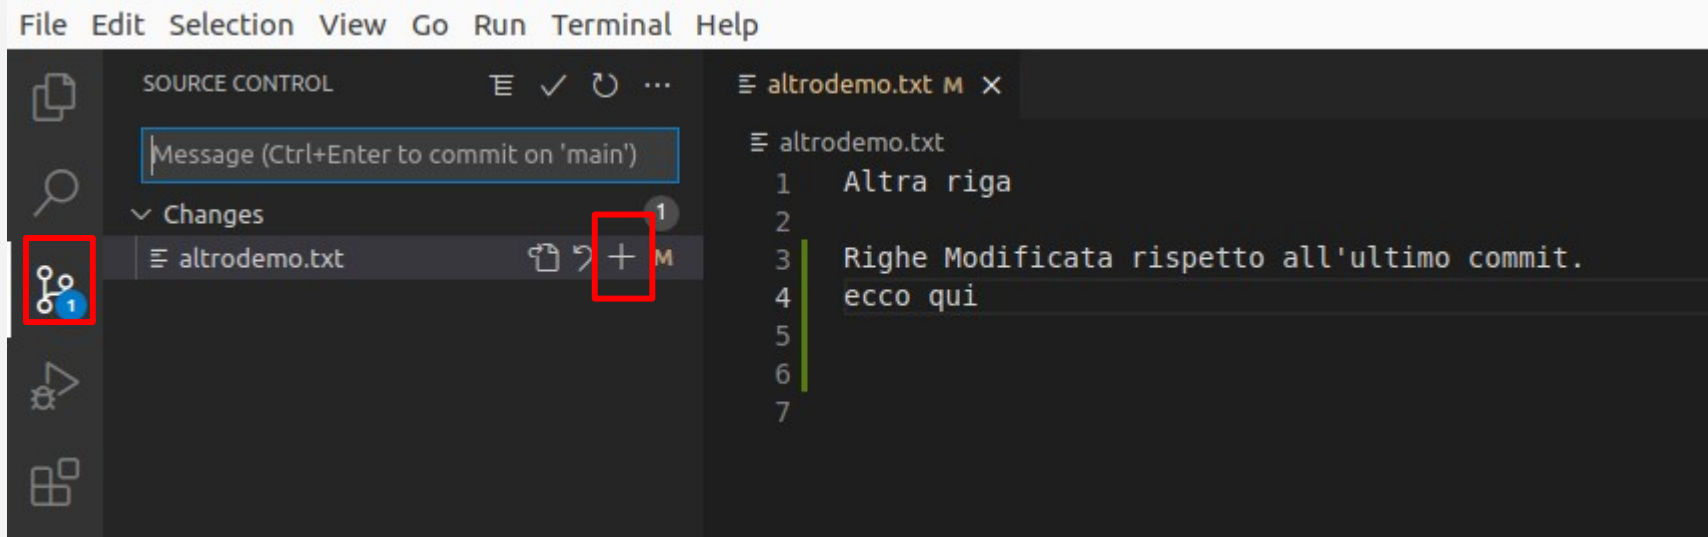 File Edit Selection View Go Run Terminal Help
SOURCE CONTROL
Message (Ctrl+Enter to commit on 'main')
Changes 1
altrodemo.txt M
1
altrodemo.txt M
altrodemo.txt
1 Altra riga
2
3 Righe Modificata rispetto all'ultimo commit.
4 ecco qui
5
6
7